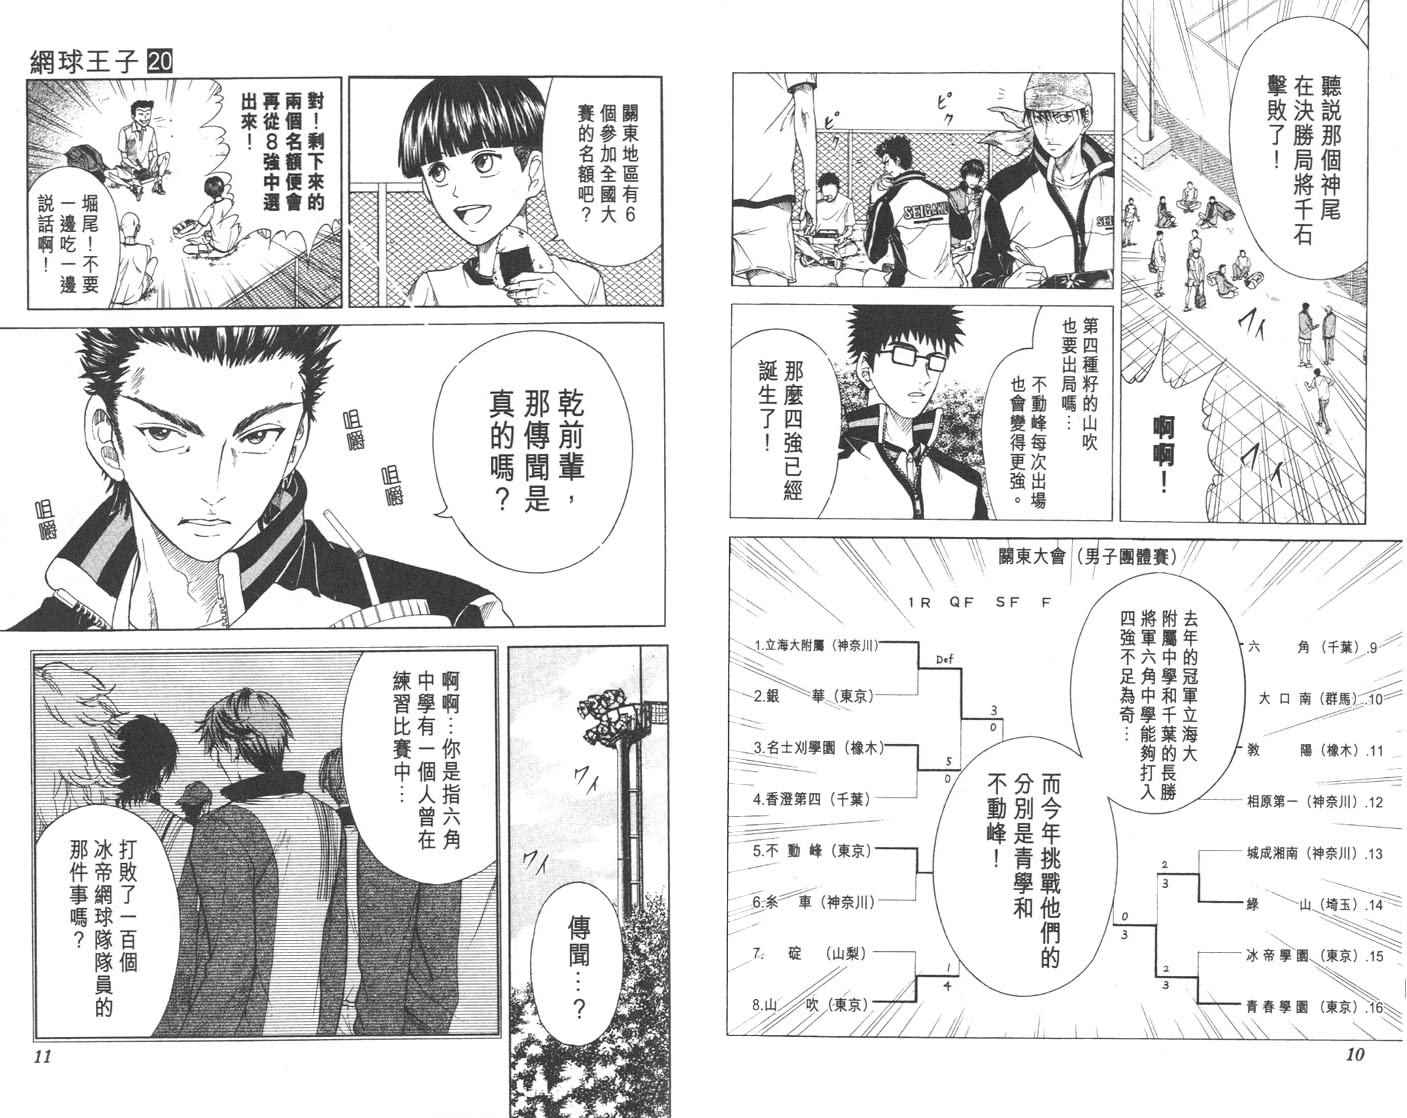 聽説那個神尾
在決勝局將千石
擊敗了！
ワイ
啊啊！
ワイ
ピク
ピク
SEIGAKU
SEI
第四種籽的山吹
也要出局嗎…
不動峰每次出場
也會變得更強。
那麼四強已經
誕生了！
關東大會（男子團體賽）
1R QF SF F
1.立海大附屬（神奈川）
2.銀華（東京）
3.名士刈學園（橡木）
4.香澄第四（千葉）
5.不動峰（東京）
6.糸車（神奈川）
7.碇（山梨）
8.山吹（東京）
Def
3
0
5
0
1
4
六角（千葉）.9
大口南（群馬）.10
敎陽（橡木）.11
相原第一（神奈川）.12
城成湘南（神奈川）.13
綠山（埼玉）.14
冰帝學園（東京）.15
青春學園（東京）.16
2
3
0
3
2
3
去年的冠軍立海大
附屬中學和千葉的長勝
將軍六角中學能夠打入
四強不足為奇…
而今年挑戰他們的
分別是青學和
不動峰！
10
網球王子20
關東地區有6
個參加全國大
賽的名額吧？
對！剩下來的
兩個名額便會
再從8強中選
出來！
堀尾！不要
一邊吃一邊
説話啊！
乾前輩，
那傳聞是
真的嗎？
咀嚼
咀嚼
咀嚼
ワイ
ワイ
傳聞…？
啊啊…你是指六角
中學有一個人曾在
練習比賽中…
打敗了一百個
冰帝網球隊隊員的
那件事嗎？
11